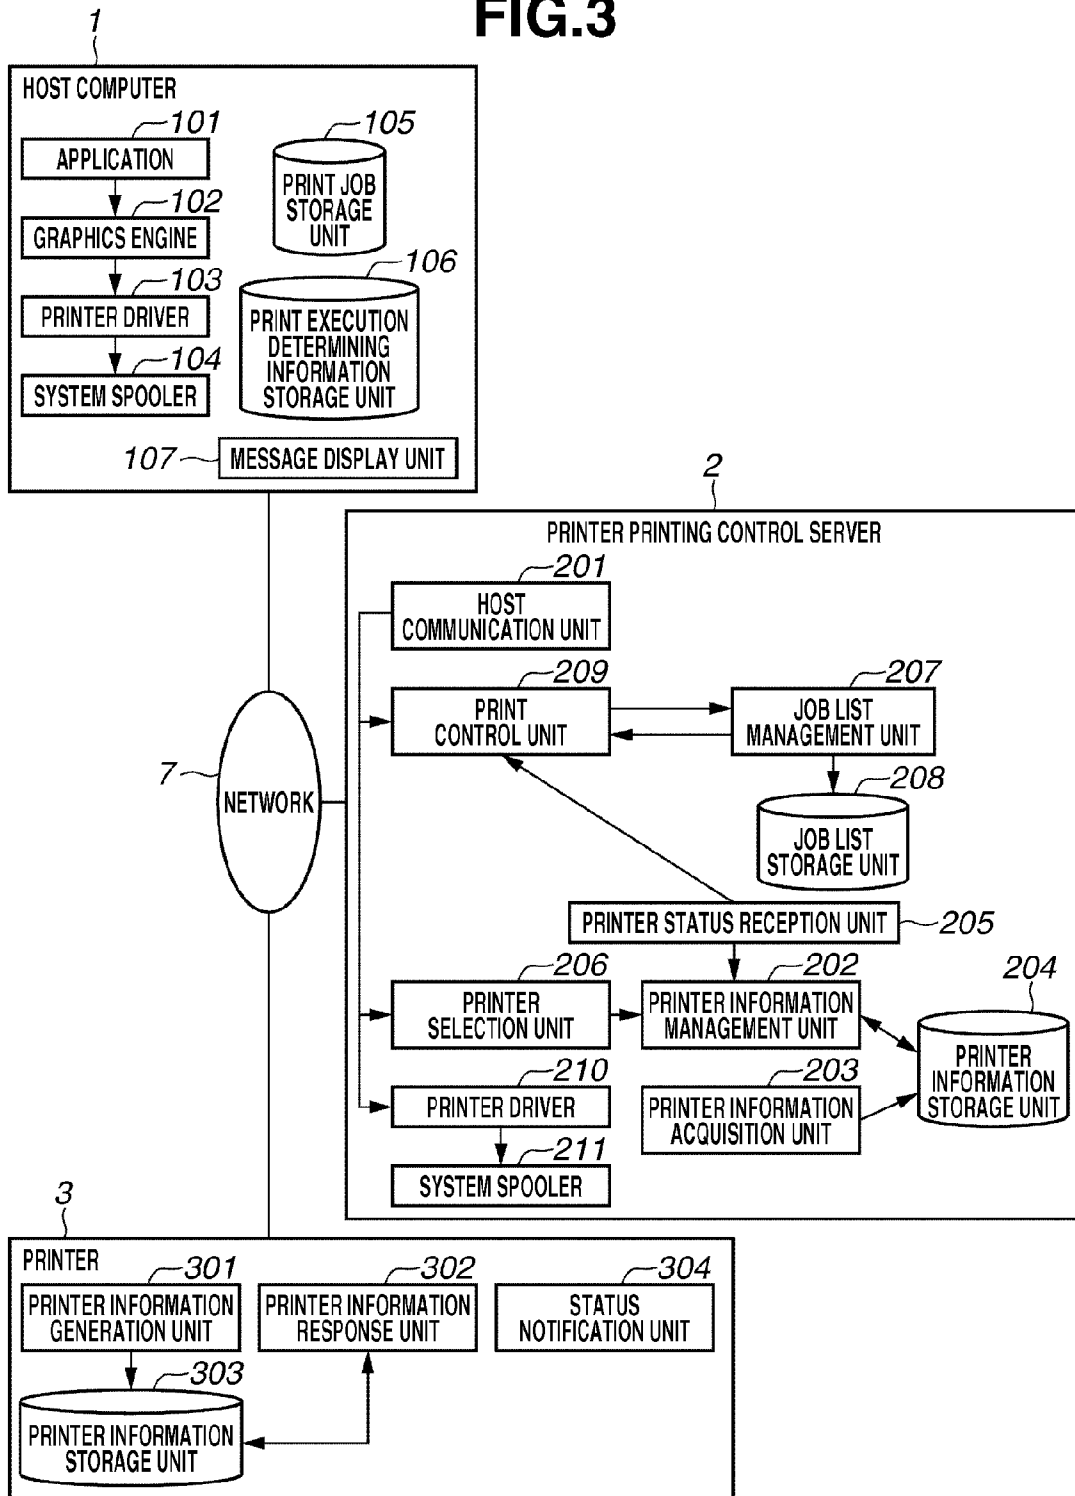 FIG.3
1
HOST COMPUTER
101
APPLICATION
102
GRAPHICS ENGINE
103
PRINTER DRIVER
104
SYSTEM SPOOLER
105
PRINT JOB
STORAGE
UNIT
106
PRINT EXECUTION
DETERMINING
INFORMATION
STORAGE UNIT
107
MESSAGE DISPLAY UNIT
7
NETWORK
2
PRINTER PRINTING CONTROL SERVER
201
HOST
COMMUNICATION UNIT
209
PRINT
CONTROL UNIT
207
JOB LIST
MANAGEMENT UNIT
208
JOB LIST
STORAGE UNIT
PRINTER STATUS RECEPTION UNIT
205
206
PRINTER
SELECTION UNIT
202
PRINTER INFORMATION
MANAGEMENT UNIT
204
PRINTER
INFORMATION
STORAGE UNIT
203
PRINTER INFORMATION
ACQUISITION UNIT
210
PRINTER DRIVER
211
SYSTEM SPOOLER
3
PRINTER
301
PRINTER INFORMATION
GENERATION UNIT
302
PRINTER INFORMATION
RESPONSE UNIT
304
STATUS
NOTIFICATION UNIT
303
PRINTER INFORMATION
STORAGE UNIT